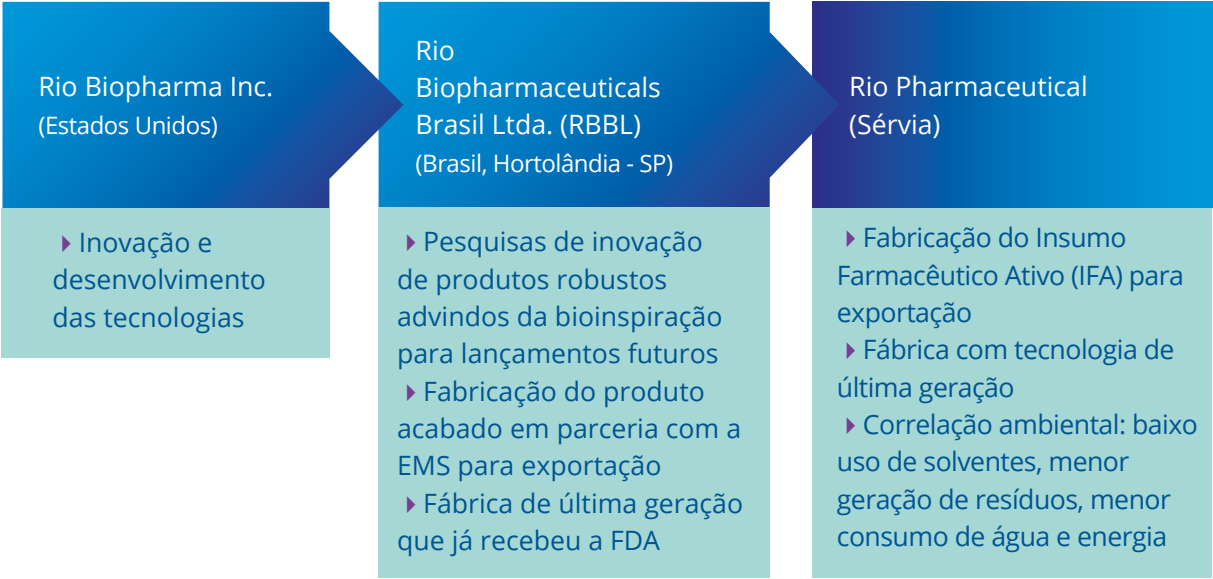 Rio Biopharma Inc.
(Estados Unidos)
▸ Inovação e
desenvolvimento
das tecnologias
Rio
Biopharmaceuticals
Brasil Ltda. (RBBL)
(Brasil, Hortolândia - SP)
▸ Pesquisas de inovação
de produtos robustos
advindos da bioinspiração
para lançamentos futuros
▸ Fabricação do produto
acabado em parceria com a
EMS para exportação
▸ Fábrica de última geração
que já recebeu a FDA
Rio Pharmaceutical
(Sérvia)
▸ Fabricação do Insumo
Farmacêutico Ativo (IFA) para
exportação
▸ Fábrica com tecnologia de
última geração
▸ Correlação ambiental: baixo
uso de solventes, menor
geração de resíduos, menor
consumo de água e energia